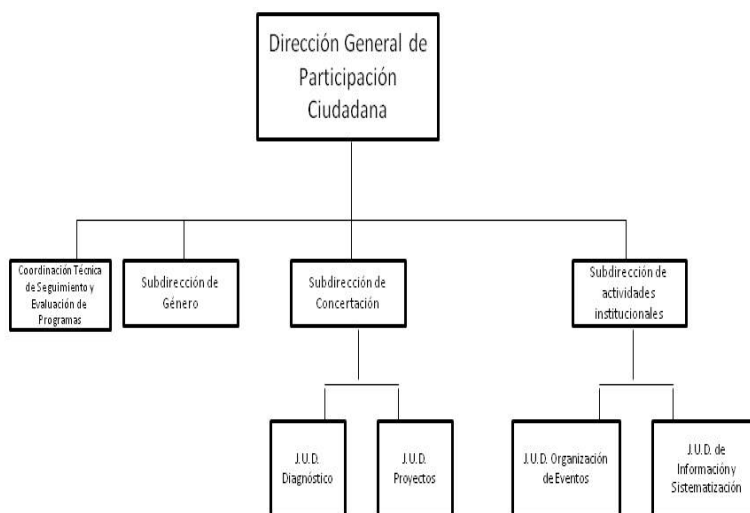 Dirección General de
Participación
Ciudadana
Coordinación Técnica
de Seguimiento y
Evaluación de
Programas
Subdirección de
Género
Subdirección de
Concertación
Subdirección de
actividades
institucionales
J.U.D.
Diagnóstico
J.U.D.
Proyectos
J.U.D. Organización
de Eventos
J.U.D. de
Información y
Sistematización